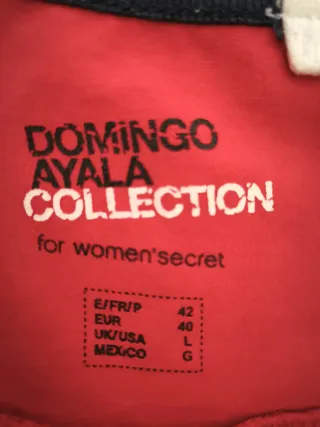 DOMINGO
AYALA
COLLECTION
for women'secret
E/FR/P 42
EUR 40
UK/USA L
MEXICO G